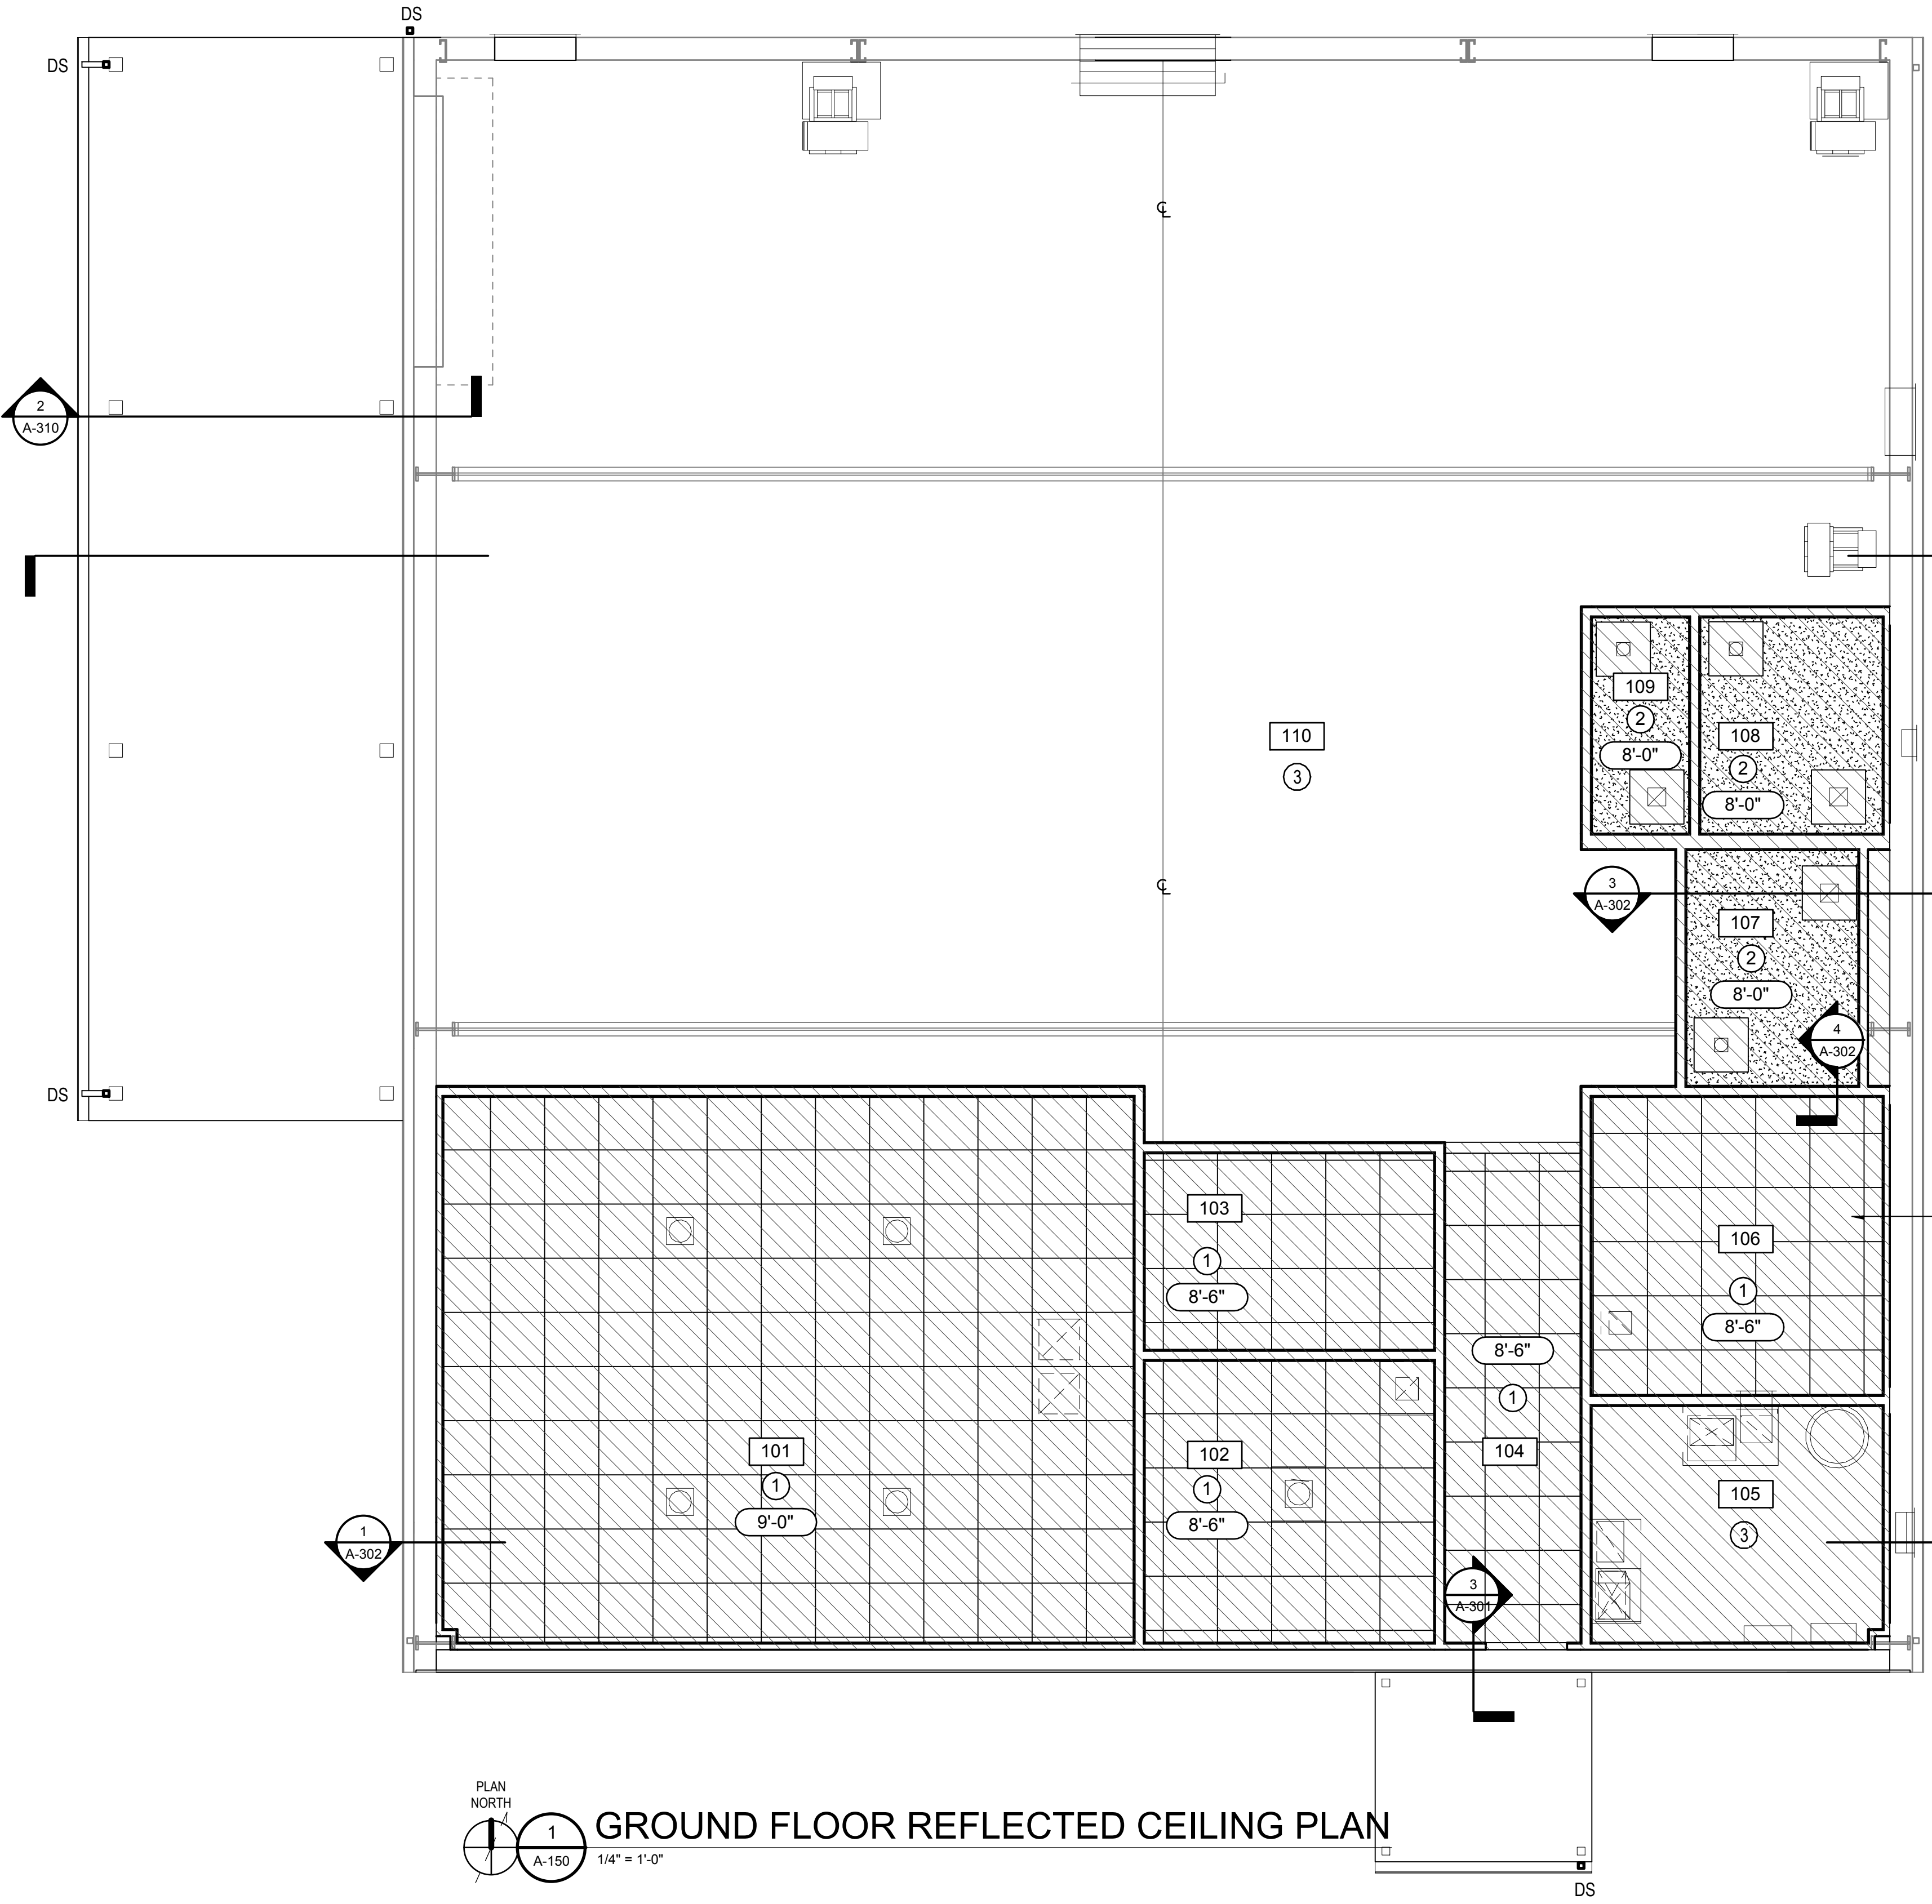 DS
DS
℄
2
A-310
109
2
8'-0"
108
2
8'-0"
110
3
℄
3
A-302
107
2
8'-0"
4
A-302
DS
103
1
8'-6"
106
1
8'-6"
8'-6"
1
104
101
1
9'-0"
102
1
8'-6"
105
3
1
A-302
3
A-301
PLAN
NORTH
1
A-150
GROUND FLOOR REFLECTED CEILING PLAN
1/4" = 1'-0"
DS